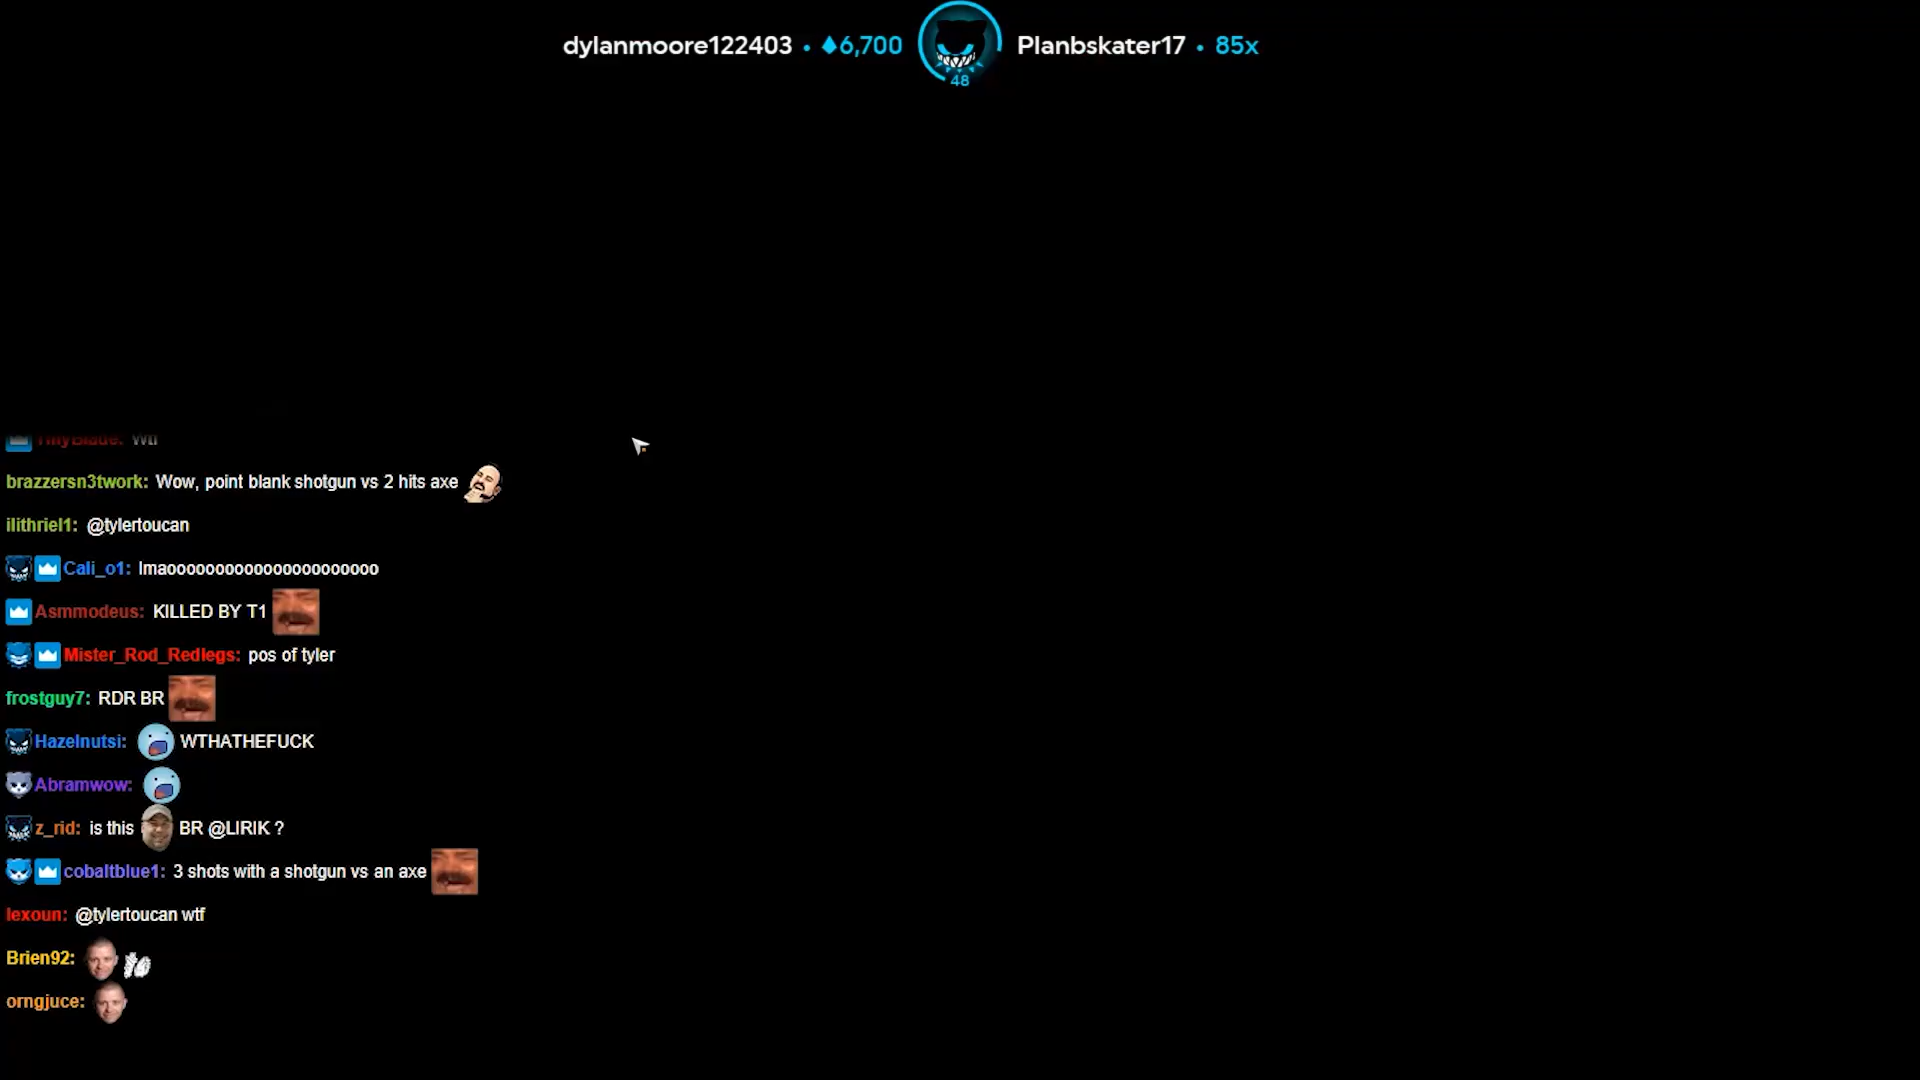 dylanmoore122403 • 6,700
48
Planbskater17 • 85x
brazzersn3twork: Wow, point blank shotgun vs 2 hits axe
ilithriel1: @tylertoucan
Cali_o1: lmaooooooooooooooooooooo
Asmmodeus: KILLED BY T1
Mister_Rod_Redlegs: pos of tyler
frostguy7: RDR BR
Hazelnutsi: WTHATHEFUCK
Abramwow:
z_rid: is this BR @LIRIK ?
cobaltblue1: 3 shots with a shotgun vs an axe
lexoun: @tylertoucan wtf
Brien92:
orngjuce: